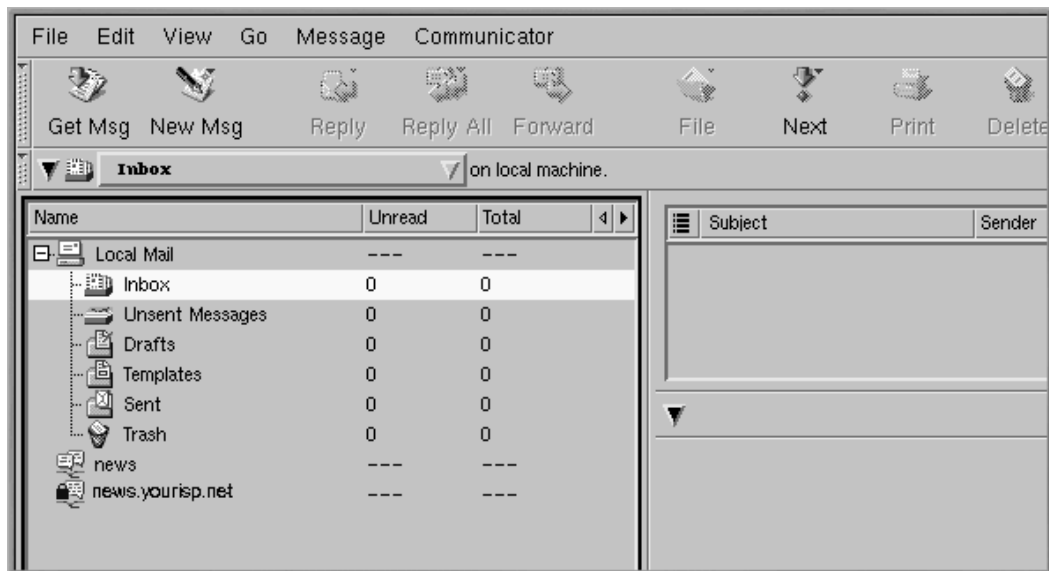 File Edit View Go Message Communicator
Get Msg New Msg Reply Reply All Forward File Next Print Delete
Inbox on local machine.
Name Unread Total Subject Sender
Local Mail --- ---
Inbox 0 0
Unsent Messages 0 0
Drafts 0 0
Templates 0 0
Sent 0 0
Trash 0 0
news --- ---
news.yourisp.net --- ---